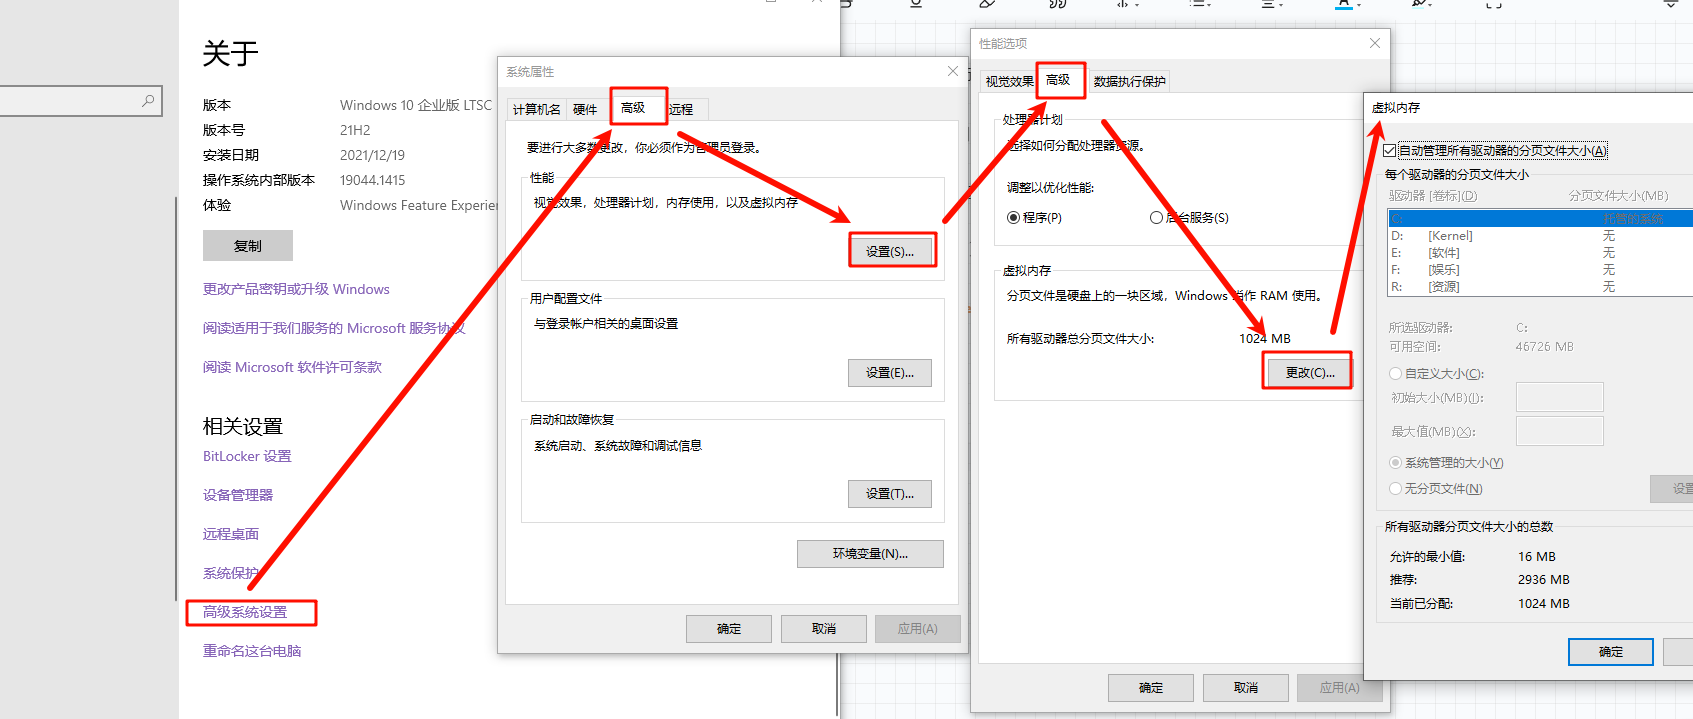 关于
版本 Windows 10 企业版 LTSC
版本号 21H2
安装日期 2021/12/19
操作系统内部版本 19044.1415
体验 Windows Feature Experien
复制
更改产品密钥或升级 Windows
阅读适用于我们服务的 Microsoft 服务协议
阅读 Microsoft 软件许可条款
相关设置
BitLocker 设置
设备管理器
远程桌面
系统保护
高级系统设置
重命名这台电脑
系统属性
计算机名 硬件 高级 远程
要进行大多数更改，你必须作为管理员登录。
性能
视觉效果，处理器计划，内存使用，以及虚拟内存
设置(S)...
用户配置文件
与登录帐户相关的桌面设置
设置(E)...
启动和故障恢复
系统启动、系统故障和调试信息
设置(T)...
环境变量(N)...
确定 取消 应用(A)
性能选项
视觉效果 高级 数据执行保护
处理器计划
选择如何分配处理器资源。
调整以优化性能:
程序(P) 后台服务(S)
虚拟内存
分页文件是硬盘上的一块区域，Windows 当作 RAM 使用。
所有驱动器总分页文件大小: 1024 MB
更改(C)...
确定 取消 应用(A)
虚拟内存
自动管理所有驱动器的分页文件大小(A)
每个驱动器的分页文件大小
驱动器 [卷标](D) 分页文件大小(MB)
C: 托管的系统
D: [Kernel] 无
E: [软件] 无
F: [娱乐] 无
R: [资源] 无
所选驱动器: C:
可用空间: 46726 MB
自定义大小(C):
初始大小(MB)(I):
最大值(MB)(X):
系统管理的大小(Y)
无分页文件(N)
设置
所有驱动器分页文件大小的总数
允许的最小值: 16 MB
推荐: 2936 MB
当前已分配: 1024 MB
确定